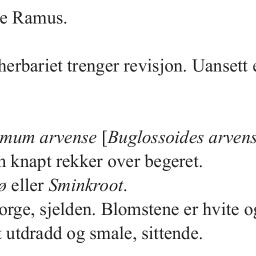 e Ramus.
herbariet trenger revisjon. Uansett
mum arvense [Buglossoides arvens
n knapt rekker over begeret.
ø eller Sminkroot.
orge, sjelden. Blomstene er hvite og
t utdradd og smale, sittende.